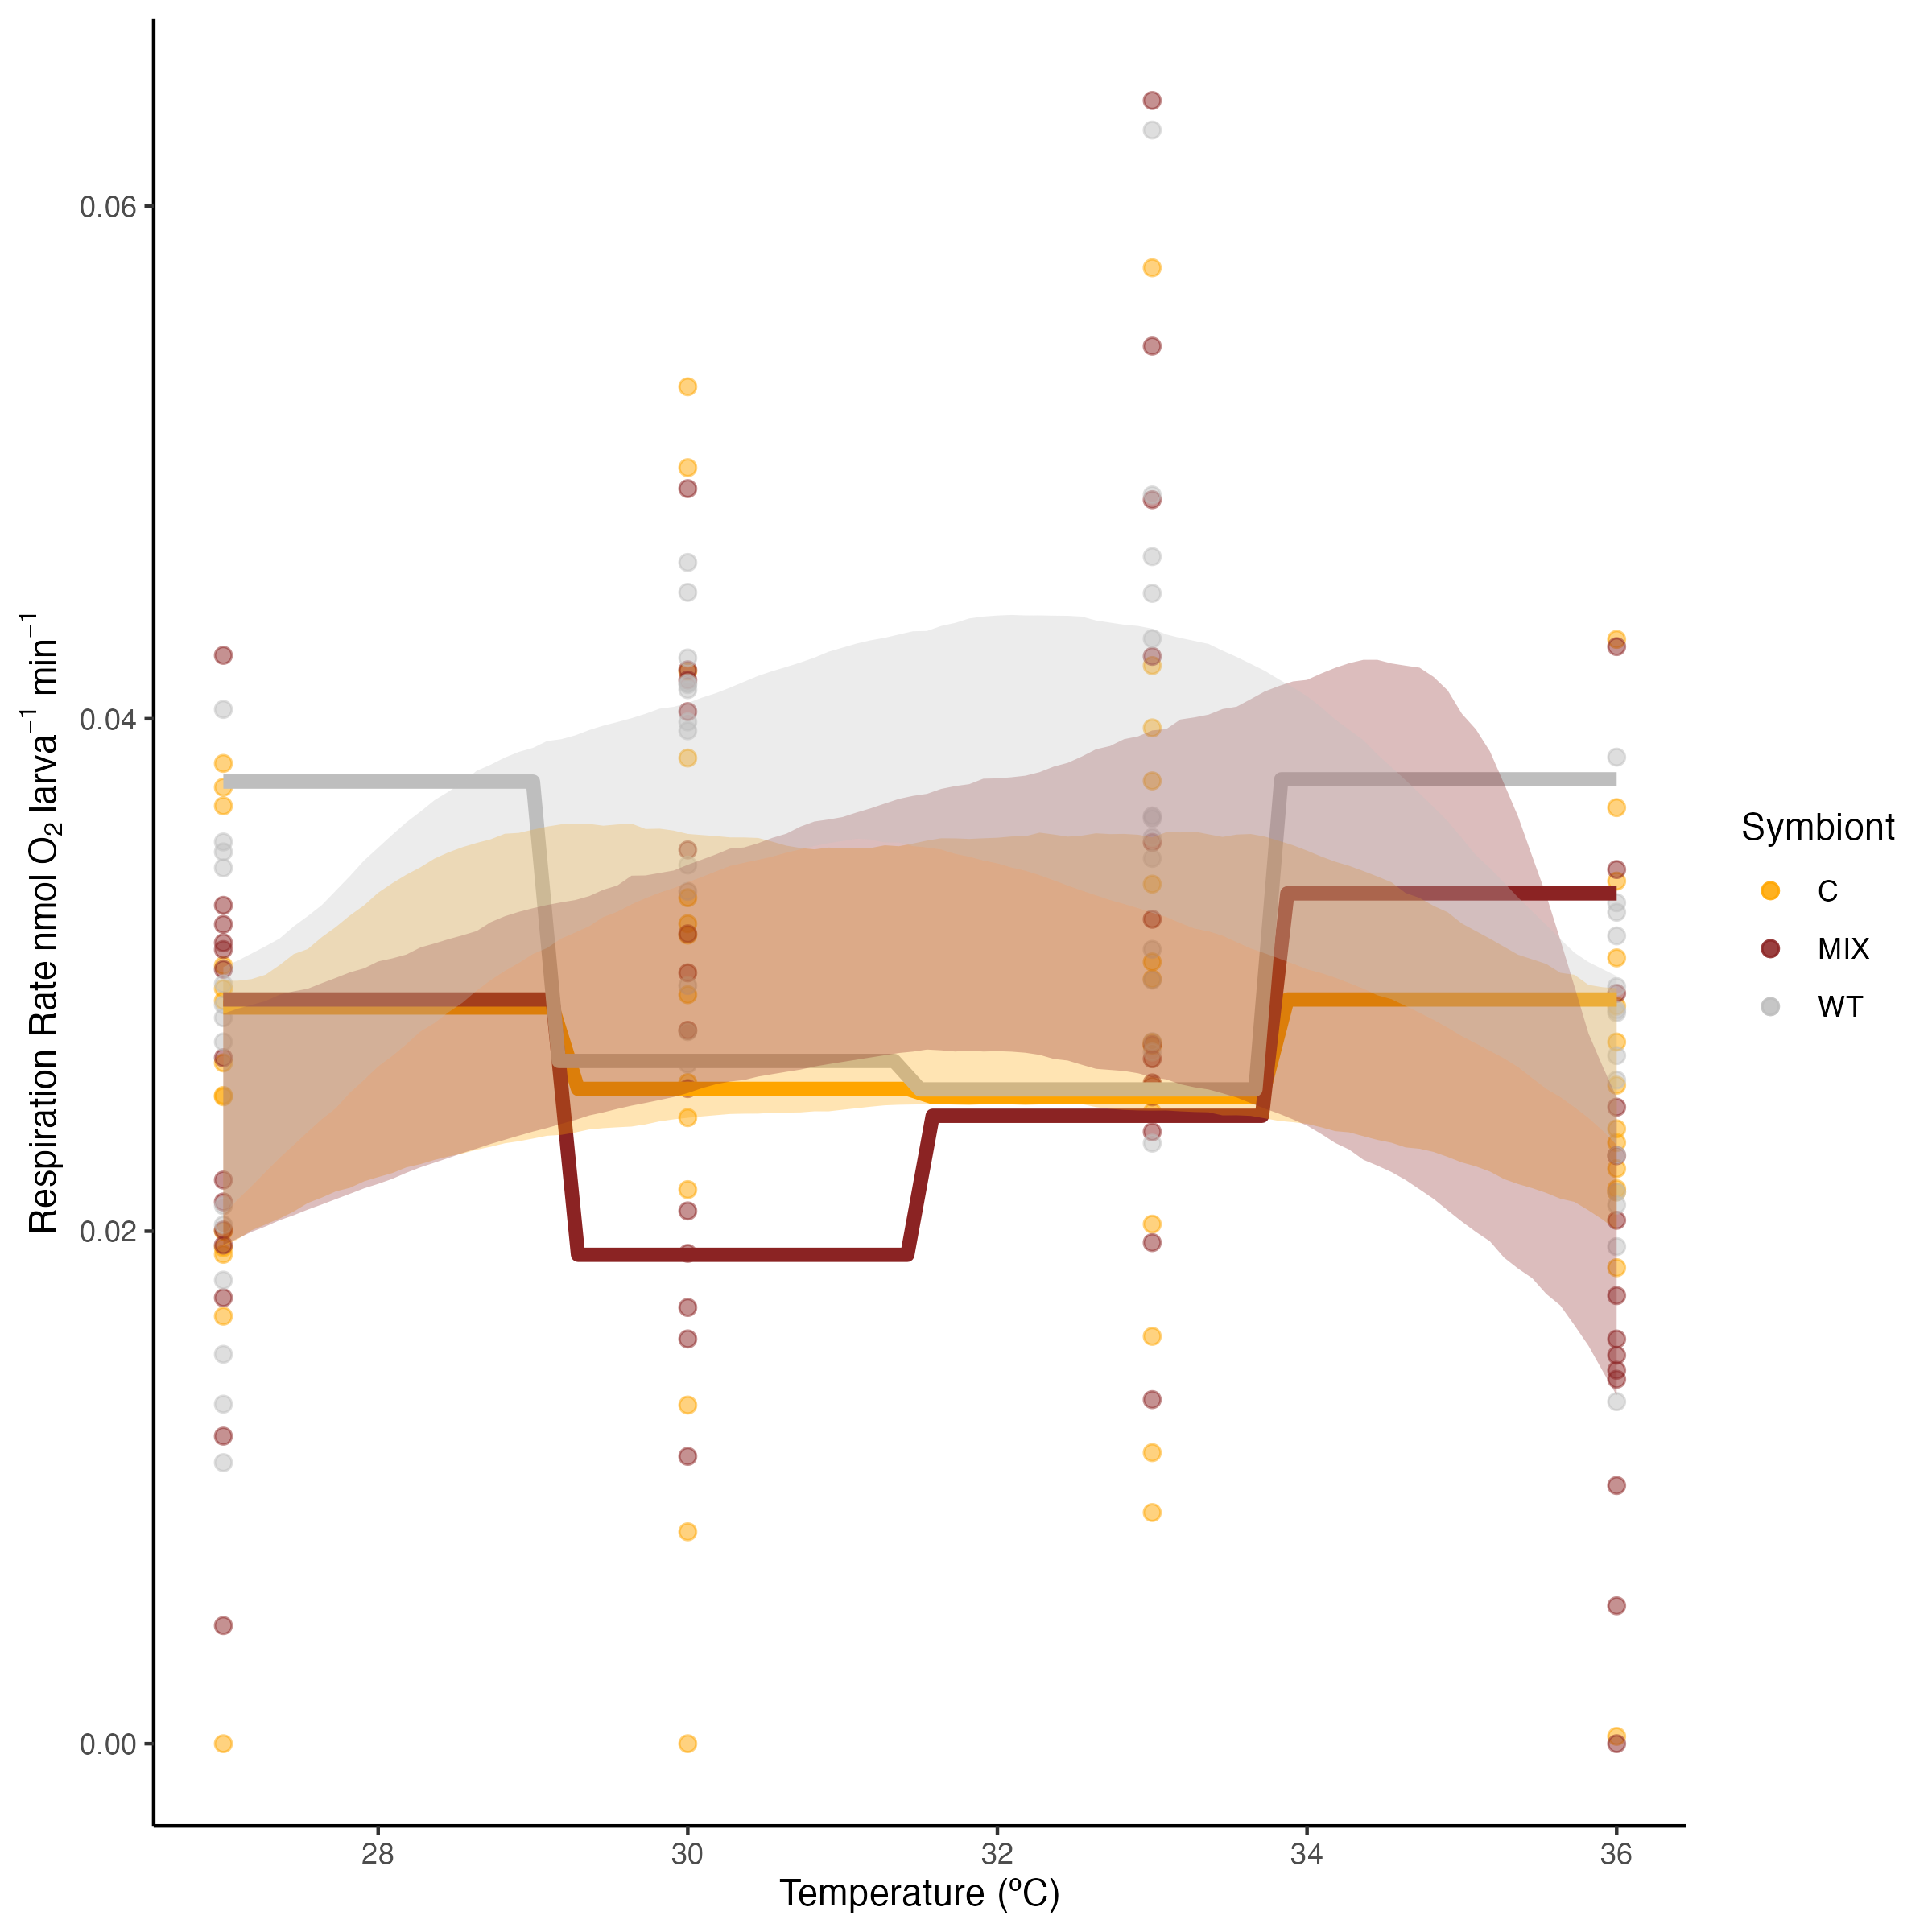 Respiration Rate nmol O₂ larva⁻¹ min⁻¹
0.06
0.04
0.02
0.00
28 30 32 34 36
Temperature (ºC)
Symbiont
C
MIX
WT